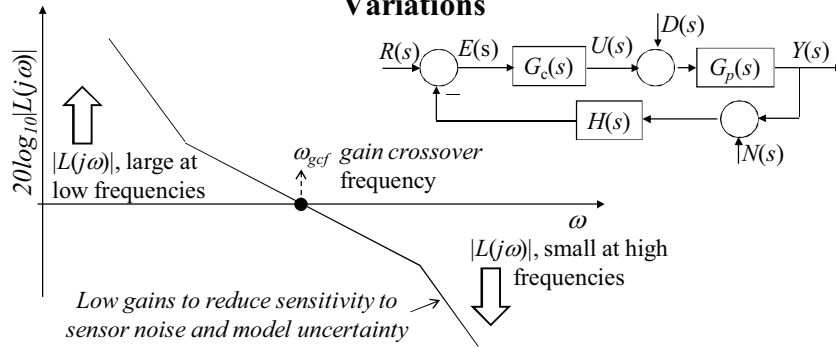 Variations
20log₁₀|L(jω)|
|L(jω)|, large at
low frequencies
ω_gcf gain crossover
frequency
ω
|L(jω)|, small at high
frequencies
Low gains to reduce sensitivity to
sensor noise and model uncertainty
R(s)
E(s)
G_c(s)
U(s)
D(s)
G_p(s)
Y(s)
–
H(s)
N(s)